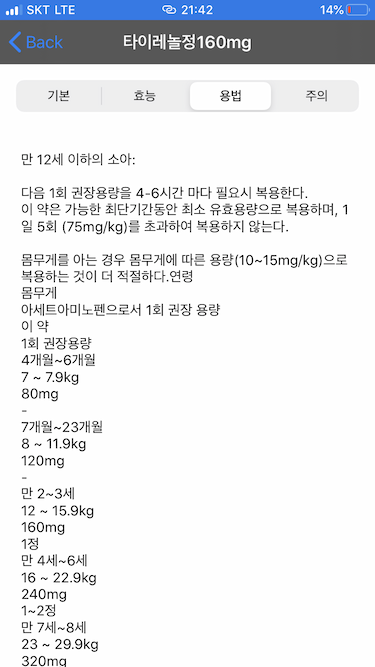 SKT LTE 21:42 14%
Back 타이레놀정160mg
기본 효능 용법 주의
만 12세 이하의 소아:
다음 1회 권장용량을 4-6시간 마다 필요시 복용한다.
이 약은 가능한 최단기간동안 최소 유효용량으로 복용하며, 1
일 5회 (75mg/kg)를 초과하여 복용하지 않는다.
몸무게를 아는 경우 몸무게에 따른 용량(10~15mg/kg)으로
복용하는 것이 더 적절하다.연령
몸무게
아세트아미노펜으로서 1회 권장 용량
이 약
1회 권장용량
4개월~6개월
7 ~ 7.9kg
80mg
-
7개월~23개월
8 ~ 11.9kg
120mg
-
만 2~3세
12 ~ 15.9kg
160mg
1정
만 4세~6세
16 ~ 22.9kg
240mg
1~2정
만 7세~8세
23 ~ 29.9kg
320mg